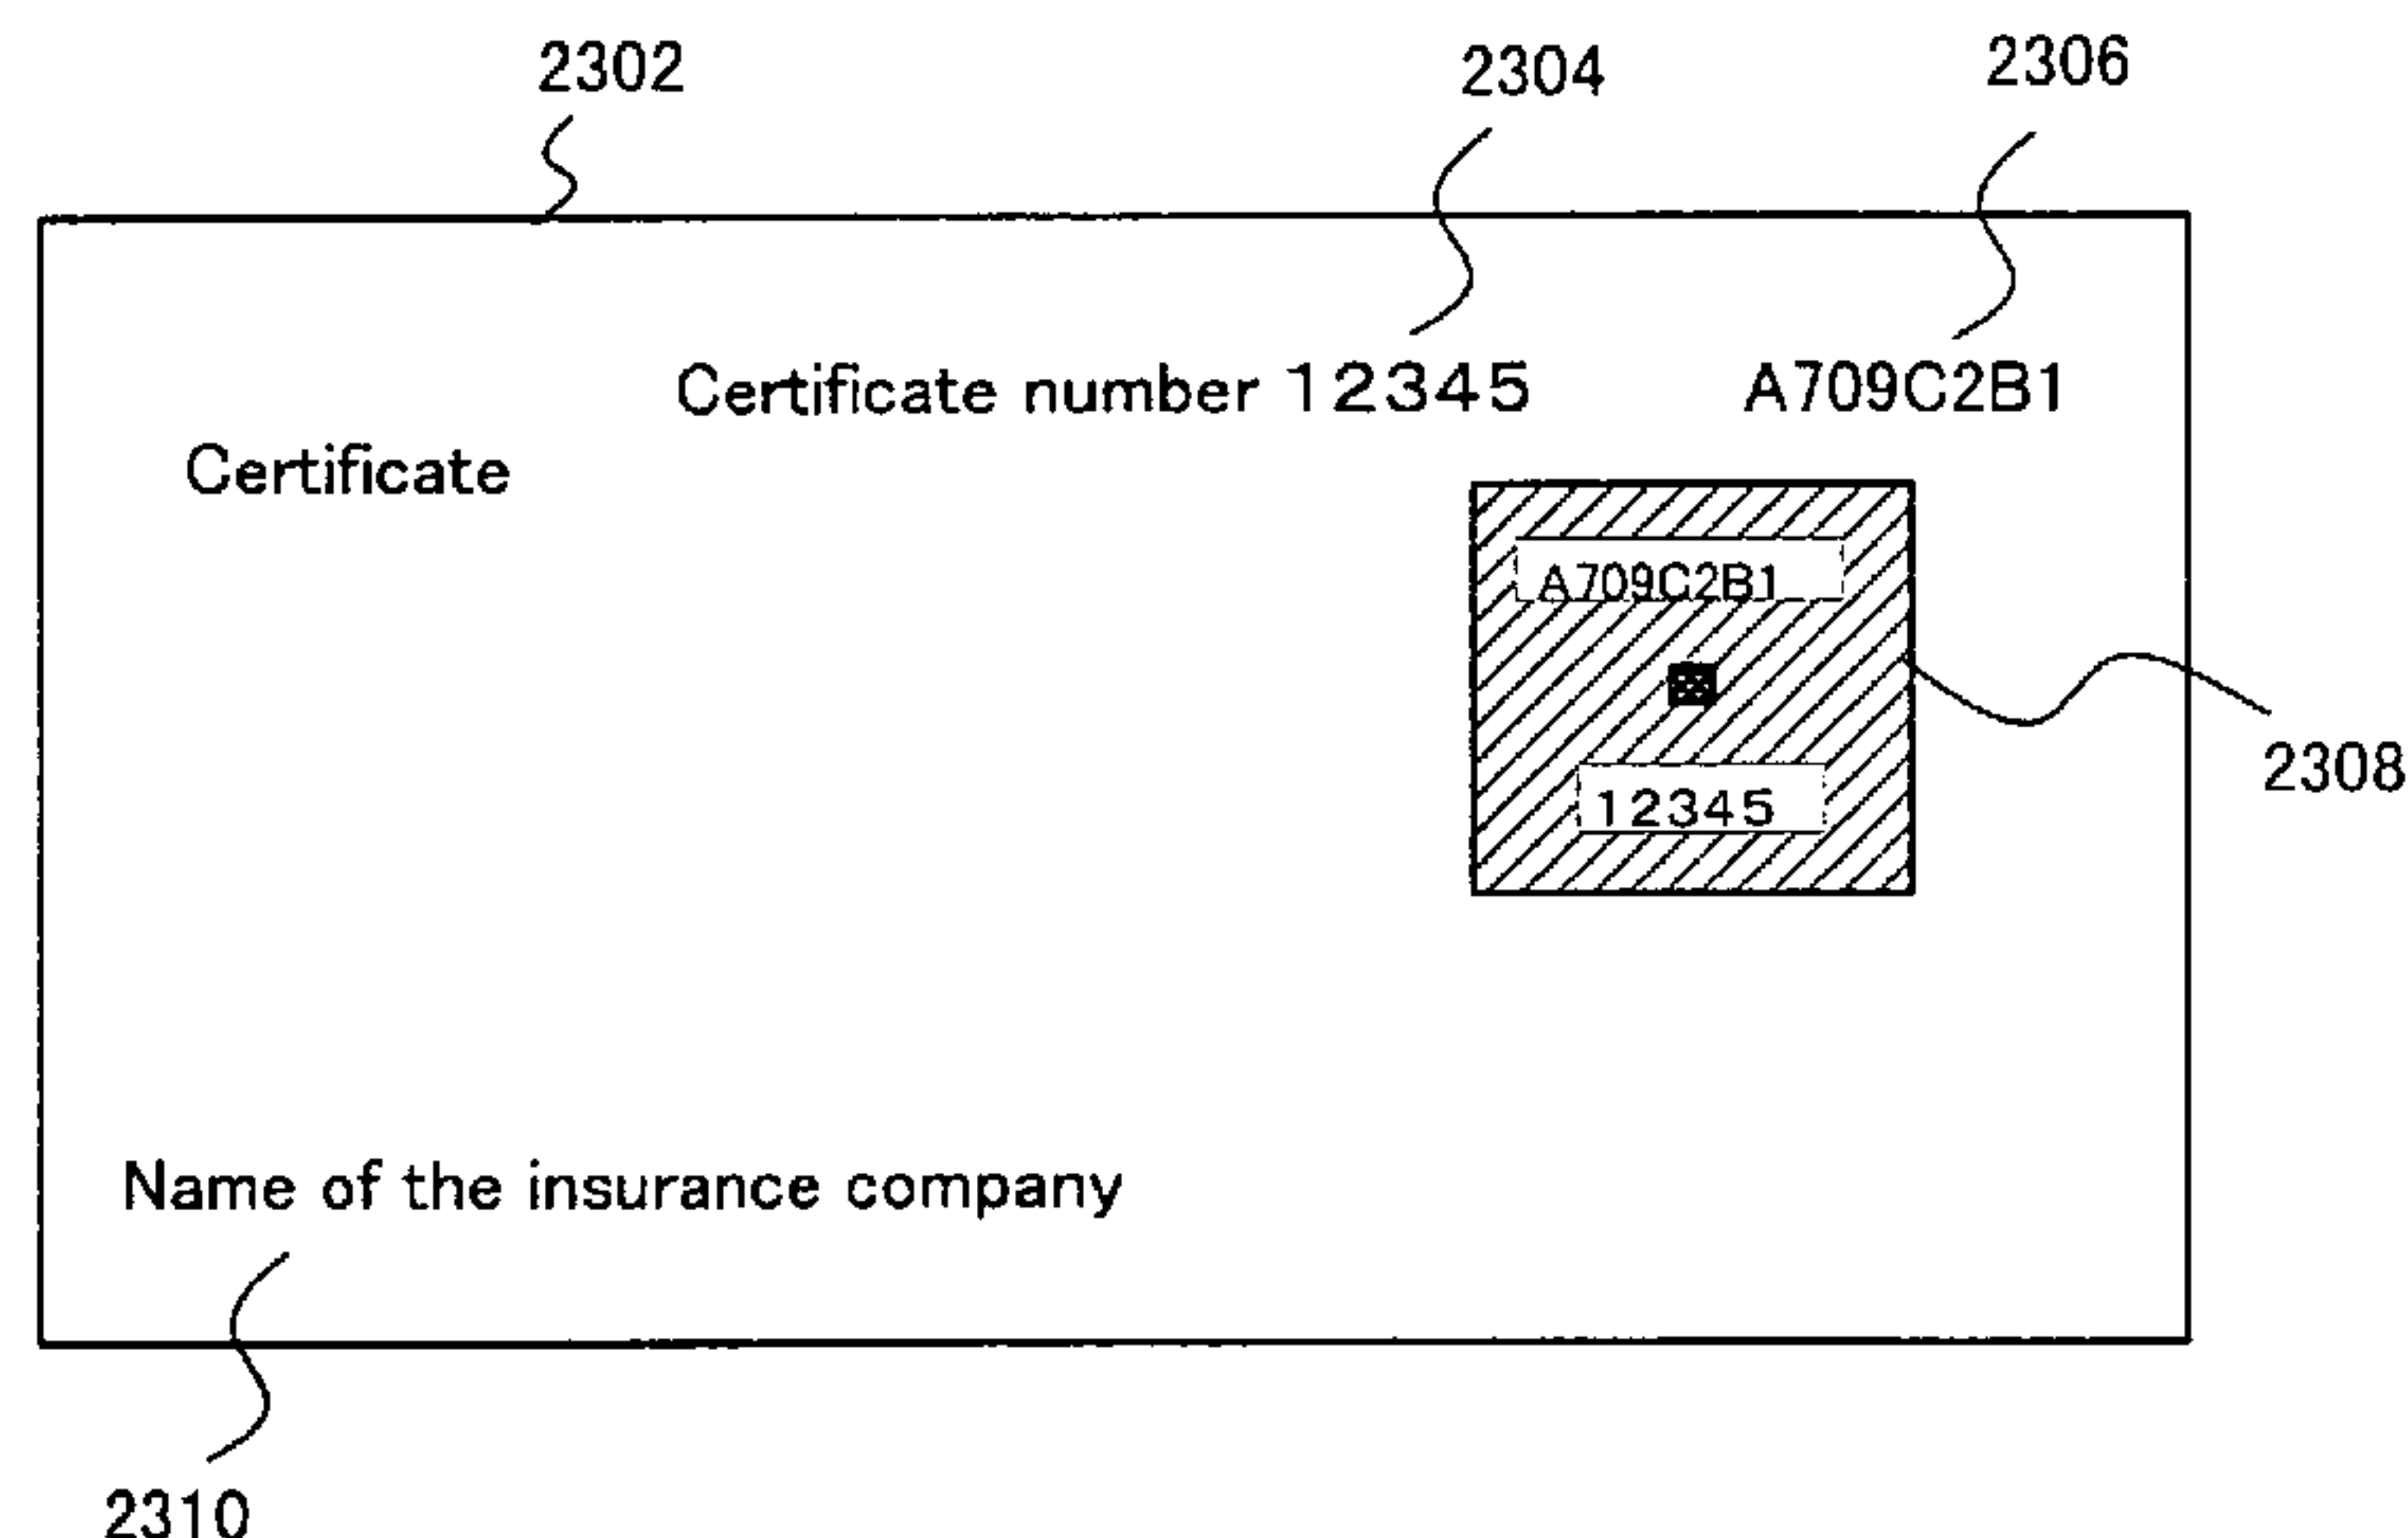 2302 2304 2306
Certificate number 12345 A709C2B1
Certificate
A709C2B1
12345
2308
Name of the insurance company
2310